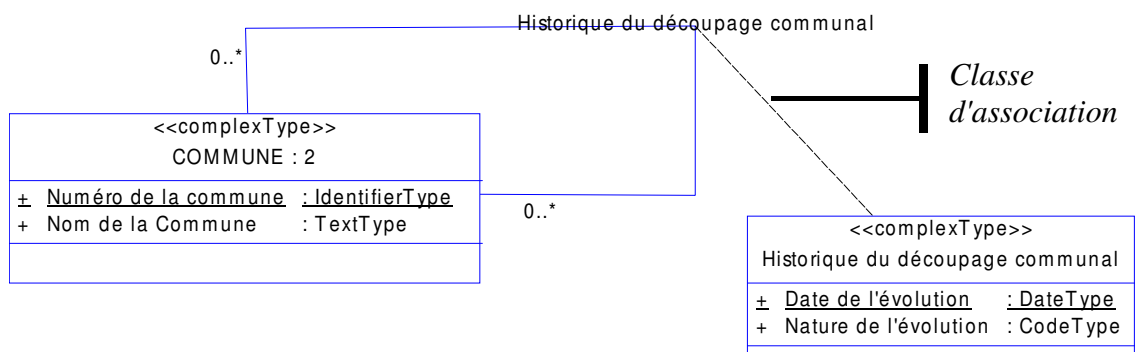 Historique du découpage communal
0..*
Classe
d'association
<<complexType>>
COMMUNE : 2
+ Numéro de la commune : IdentifierType
+ Nom de la Commune : TextType
0..*
<<complexType>>
Historique du découpage communal
+ Date de l'évolution : DateType
+ Nature de l'évolution : CodeType